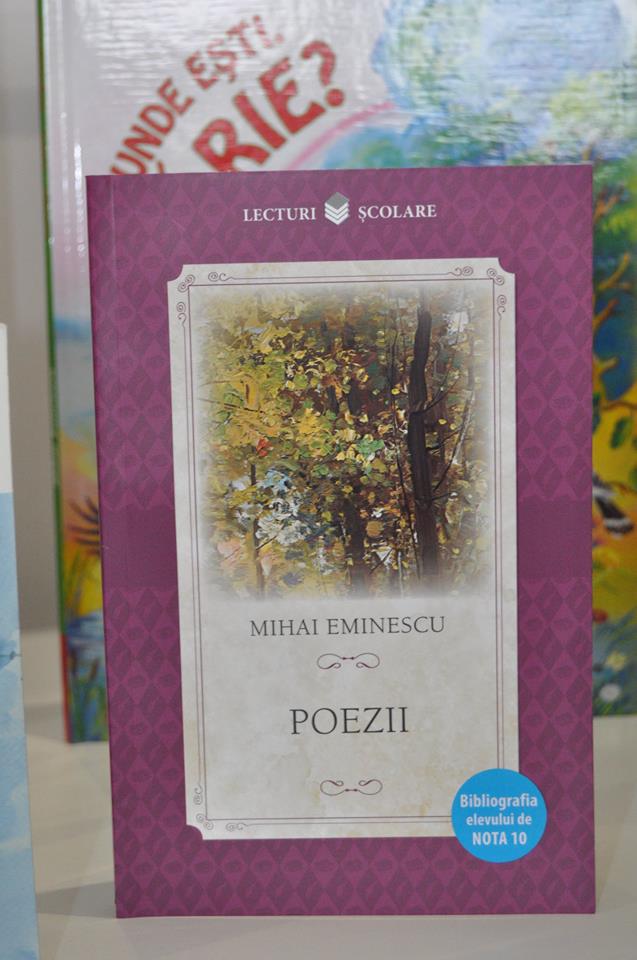 UNDE EȘTI,
RIE?
LECTURI ȘCOLARE
MIHAI EMINESCU
POEZII
Bibliografia
elevului de
NOTA 10